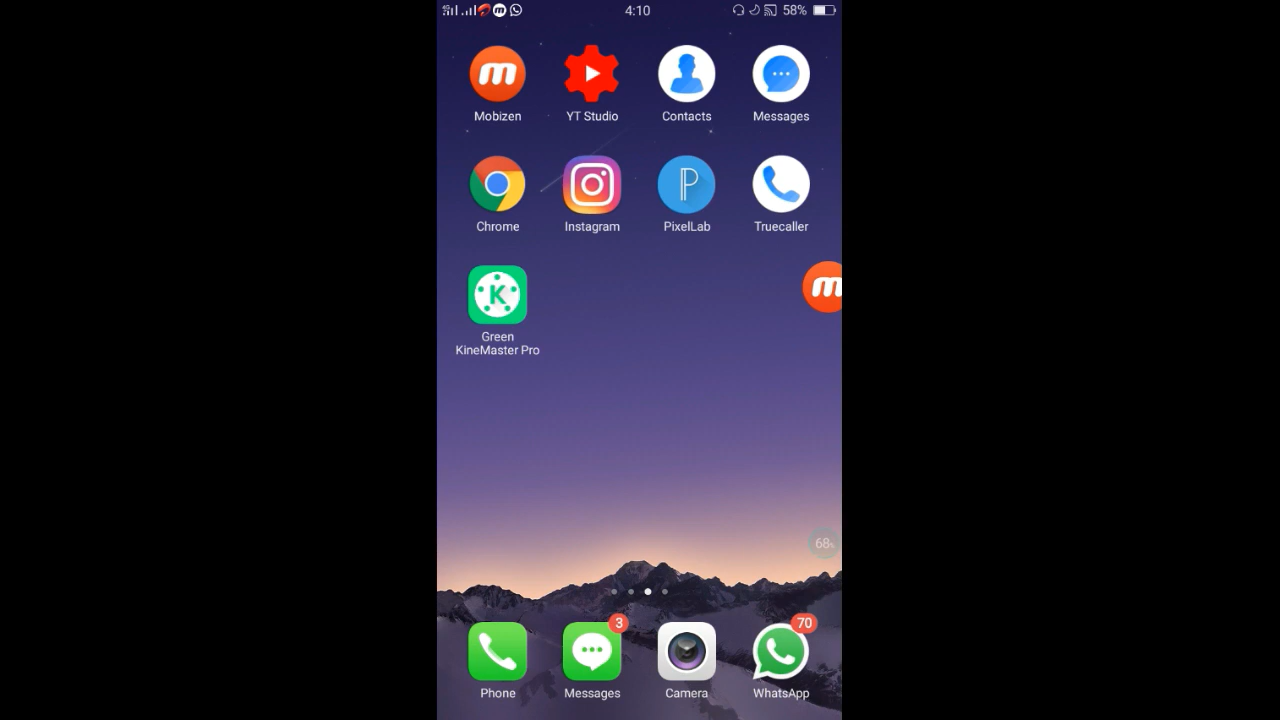 4:10
58%
Mobizen
YT Studio
Contacts
Messages
Chrome
Instagram
PixelLab
Truecaller
K
Green
KineMaster Pro
68%
3
70
Phone
Messages
Camera
WhatsApp